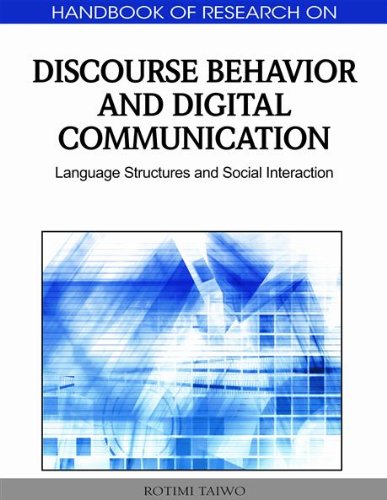 HANDBOOK OF RESEARCH ON
DISCOURSE BEHAVIOR
AND DIGITAL
COMMUNICATION
Language Structures and Social Interaction
ROTIMI TAIWO